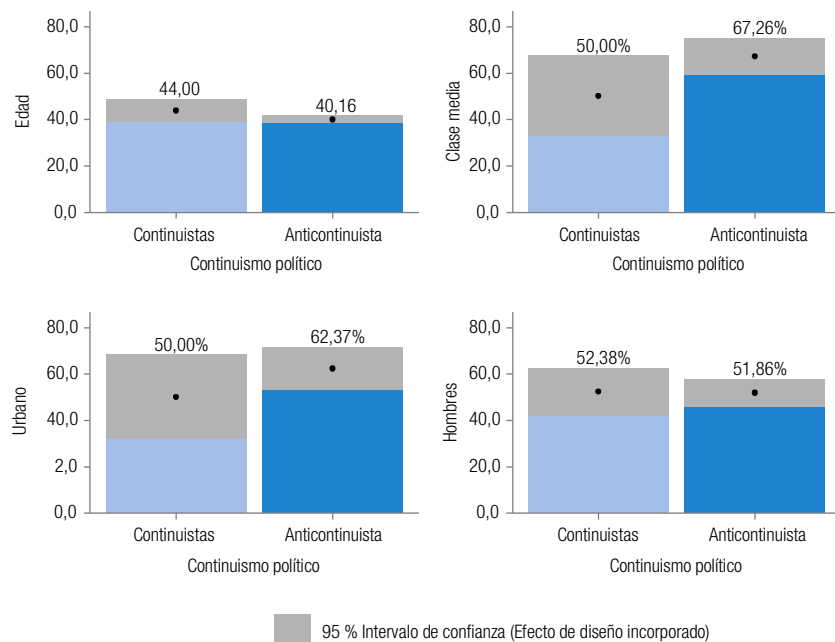 80,0
60,0
40,0
20,0
0,0
Edad
44,00
40,16
Continuistas
Anticontinuista
Continuismo político
80,0
60,0
40,0
20,0
0,0
Clase media
50,00%
67,26%
Continuistas
Anticontinuista
Continuismo político
80,0
60,0
40,0
2,0
0,0
Urbano
50,00%
62,37%
Continuistas
Anticontinuista
Continuismo político
80,0
60,0
40,0
20,0
0,0
Hombres
52,38%
51,86%
Continuistas
Anticontinuista
Continuismo político
95 % Intervalo de confianza (Efecto de diseño incorporado)